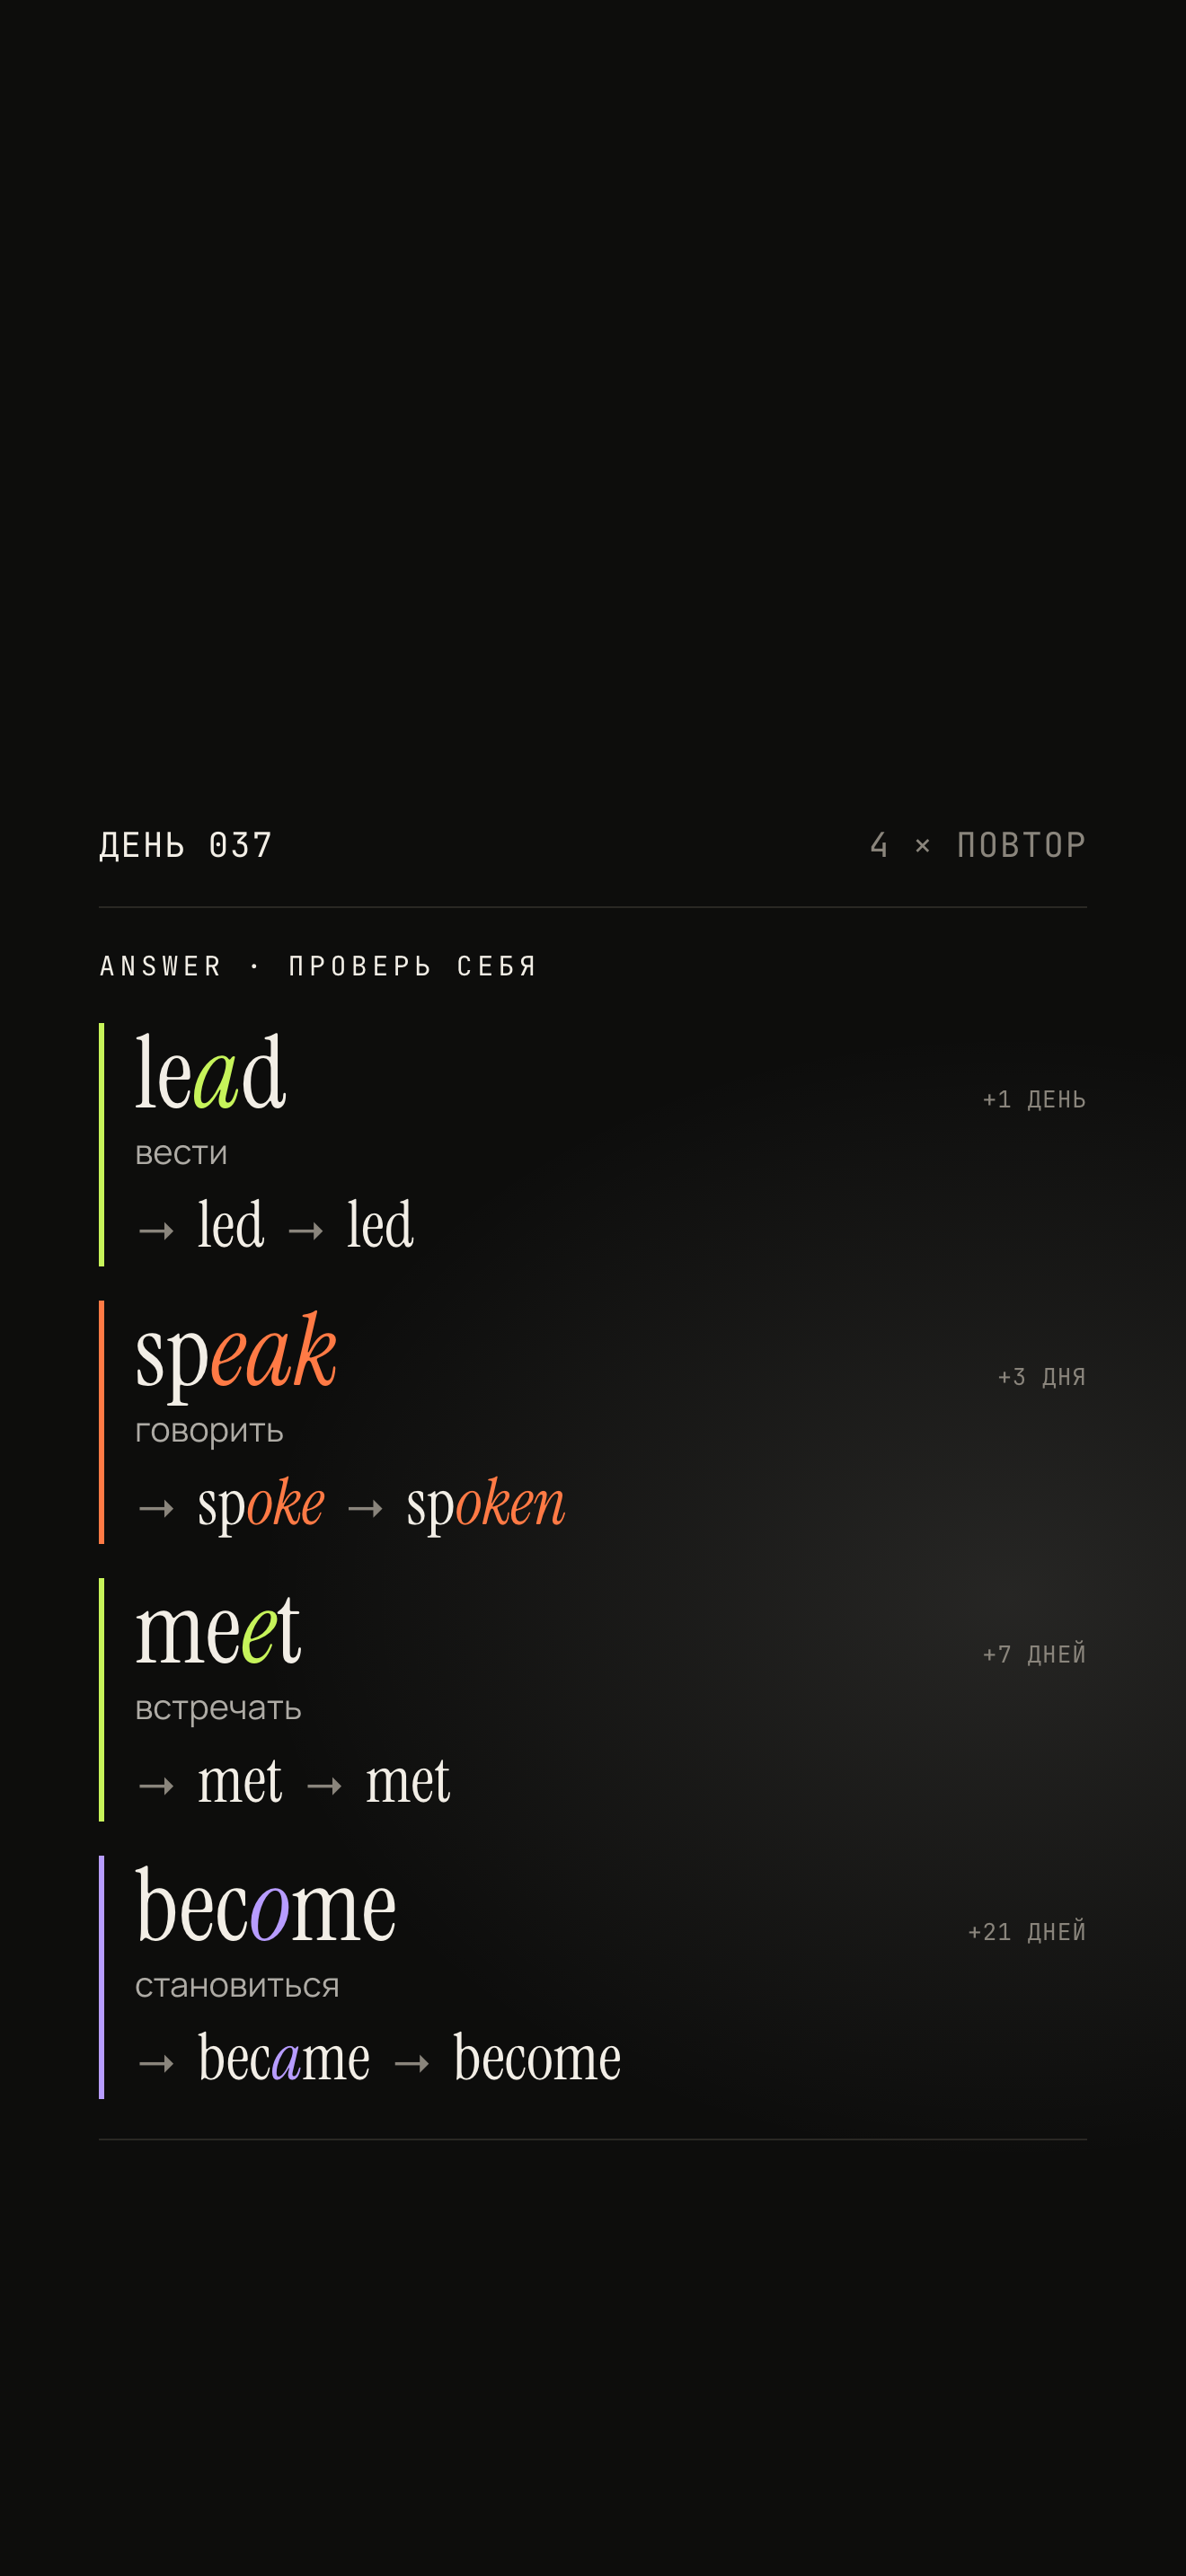 ДЕНЬ 037
4 × ПОВТОР
ANSWER · ПРОВЕРЬ СЕБЯ
lead
+1 ДЕНЬ
вести
→ led → led
speak
+3 ДНЯ
говорить
→ spoke → spoken
meet
+7 ДНЕЙ
встречать
→ met → met
become
+21 ДНЕЙ
становиться
→ became → become